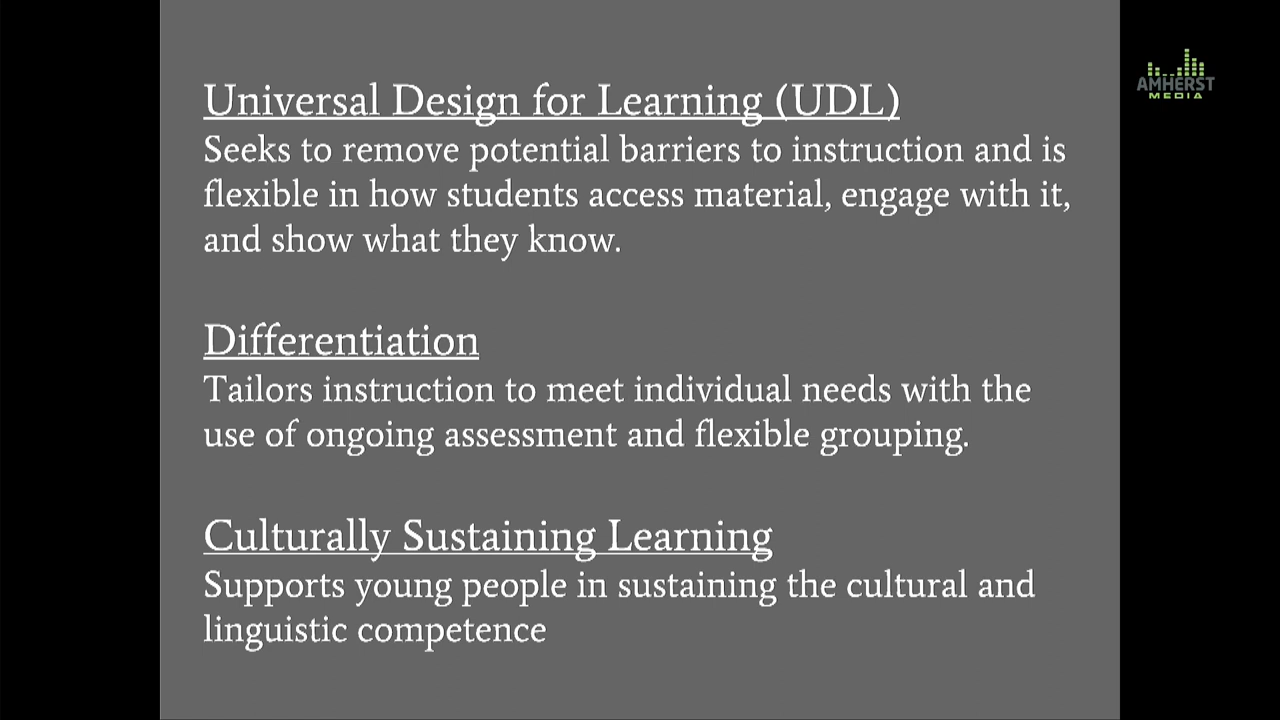 Universal Design for Learning (UDL)
Seeks to remove potential barriers to instruction and is
flexible in how students access material, engage with it,
and show what they know.
Differentiation
Tailors instruction to meet individual needs with the
use of ongoing assessment and flexible grouping.
Culturally Sustaining Learning
Supports young people in sustaining the cultural and
linguistic competence
AMHERST
MEDIA